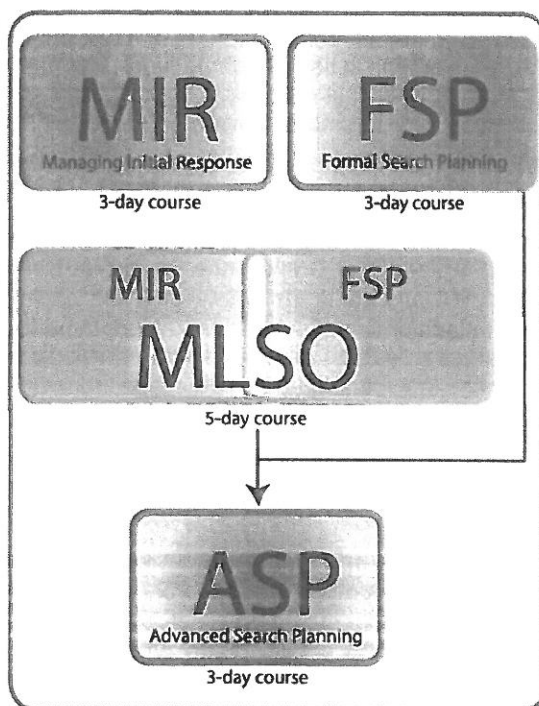 MIR
Managing Initial Response
3-day course
FSP
Formal Search Planning
3-day course
MIR
FSP
MLSO
5-day course
ASP
Advanced Search Planning
3-day course